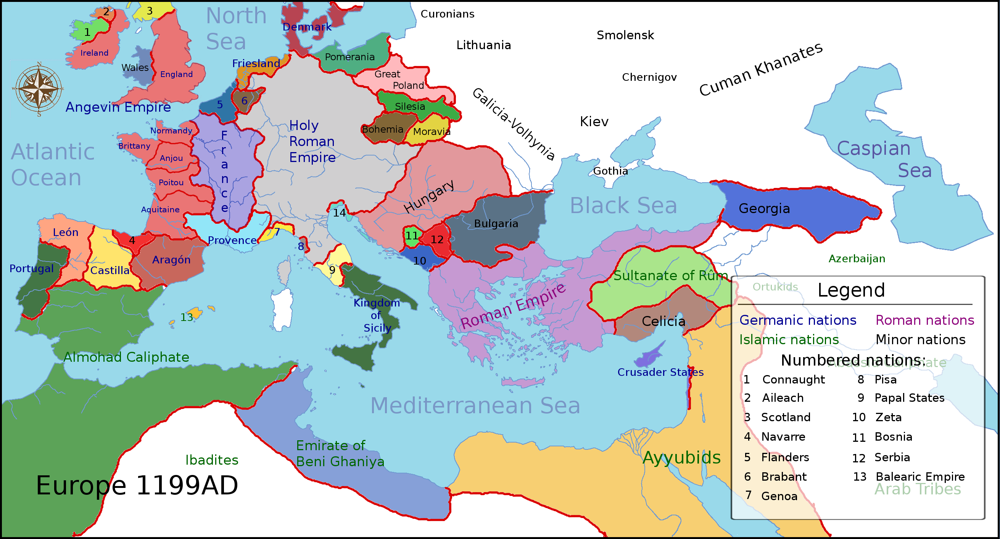 2
3
1
Ireland
Wales
England
Angevin Empire
N
W
E
S
North
Sea
Denmark
Curonians
Lithuania
Smolensk
Chernigov
Cuman Khanates
Galicia-Volhynia
Kiev
Gothia
Friesland
Pomerania
Great
Poland
Silesia
Bohemia
Moravia
5
6
Atlantic
Ocean
Normandy
Brittany
Anjou
Poitou
Aquitaine
F
r
a
n
c
e
Holy
Roman
Empire
Hungary
Bulgaria
Black Sea
Caspian
Sea
Georgia
14
11
12
10
León
4
Provence
7
8
Portugal
Castilla
Aragón
9
13
Kingdom
of
Sicily
Roman Empire
Sultanate of Rûm
Celicia
Crusader States
Azerbaijan
Ortukids
Almohad Caliphate
Mediterranean Sea
Emirate of
Beni Ghaniya
Ibadites
Ayyubids
Europe 1199AD
Legend
Germanic nations
Roman nations
Islamic nations
Minor nations
Numbered nations:
Abassid Caliphate
1 Connaught
8 Pisa
2 Aileach
9 Papal States
3 Scotland
10 Zeta
4 Navarre
11 Bosnia
5 Flanders
12 Serbia
6 Brabant
13 Balearic Empire
7 Genoa
Arab Tribes